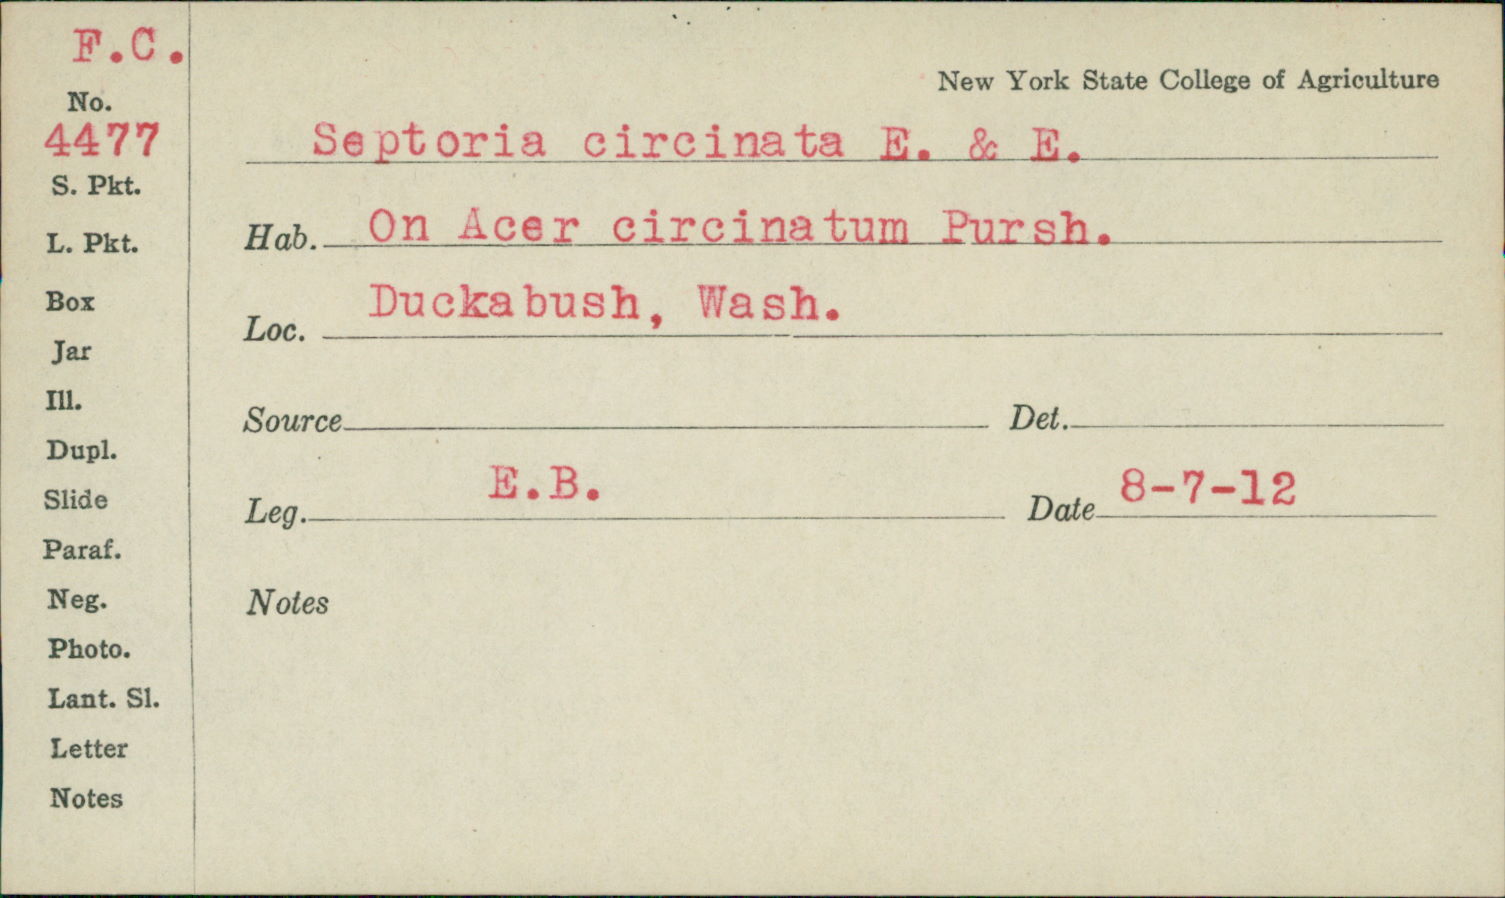 F.C.
No.
4477
S. Pkt.
L. Pkt.
Box
Jar
Ill.
Dupl.
Slide
Paraf.
Neg.
Photo.
Lant. Sl.
Letter
Notes
New York State College of Agriculture
Septoria circinata E. & E.
Hab. On Acer circinatum Pursh.
Loc. Duckabush, Wash.
Source Det.
Leg. E.B. Date 8-7-12
Notes